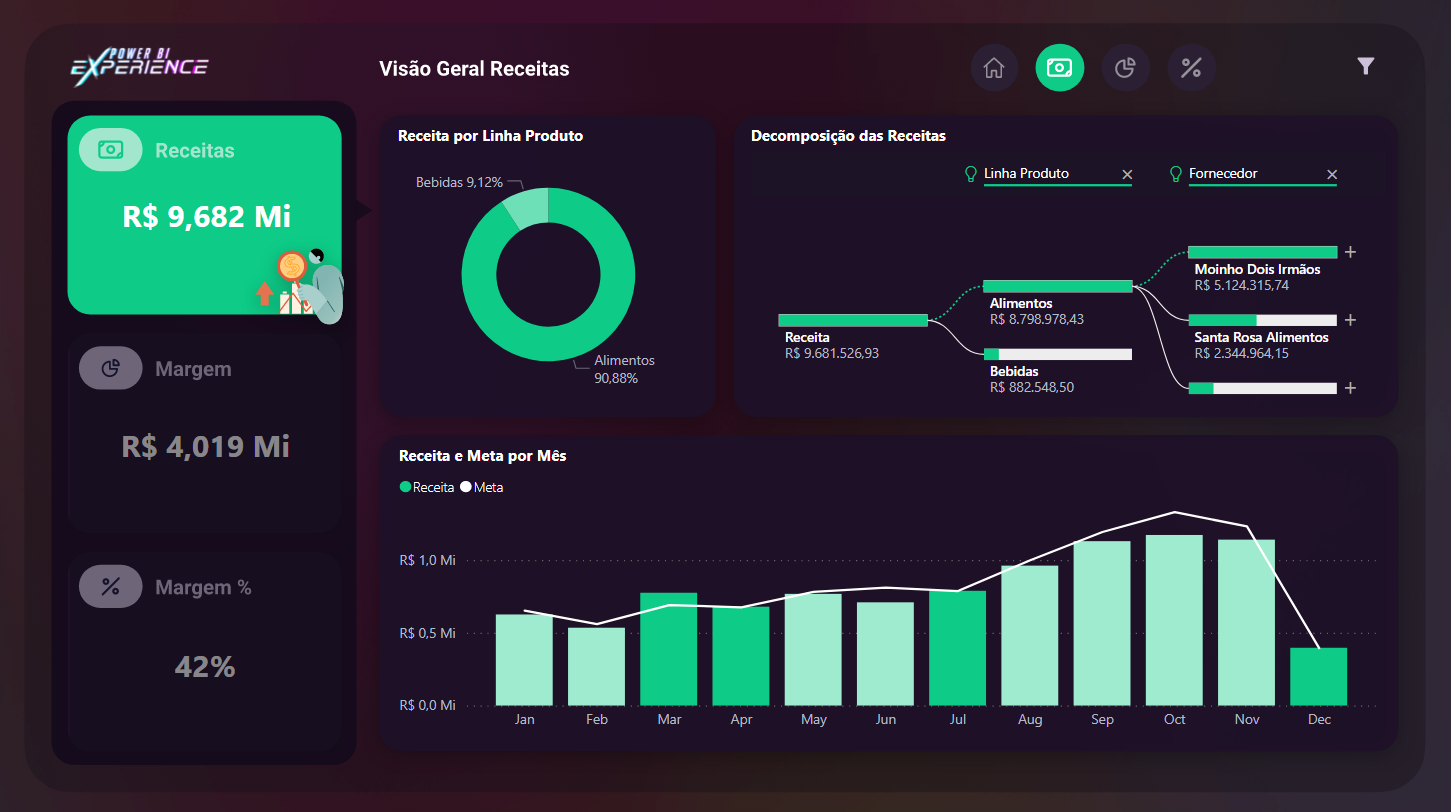 POWER BI
EXPERIENCE
Visão Geral Receitas
Receitas
R$ 9,682 Mi
Margem
R$ 4,019 Mi
Margem %
42%
Receita por Linha Produto
Bebidas 9,12%
Alimentos
90,88%
Decomposição das Receitas
Linha Produto
Fornecedor
Receita
R$ 9.681.526,93
Alimentos
R$ 8.798.978,43
Bebidas
R$ 882.548,50
Moinho Dois Irmãos
R$ 5.124.315,74
Santa Rosa Alimentos
R$ 2.344.964,15
Receita e Meta por Mês
Receita Meta
R$ 1,0 Mi
R$ 0,5 Mi
R$ 0,0 Mi
Jan Feb Mar Apr May Jun Jul Aug Sep Oct Nov Dec